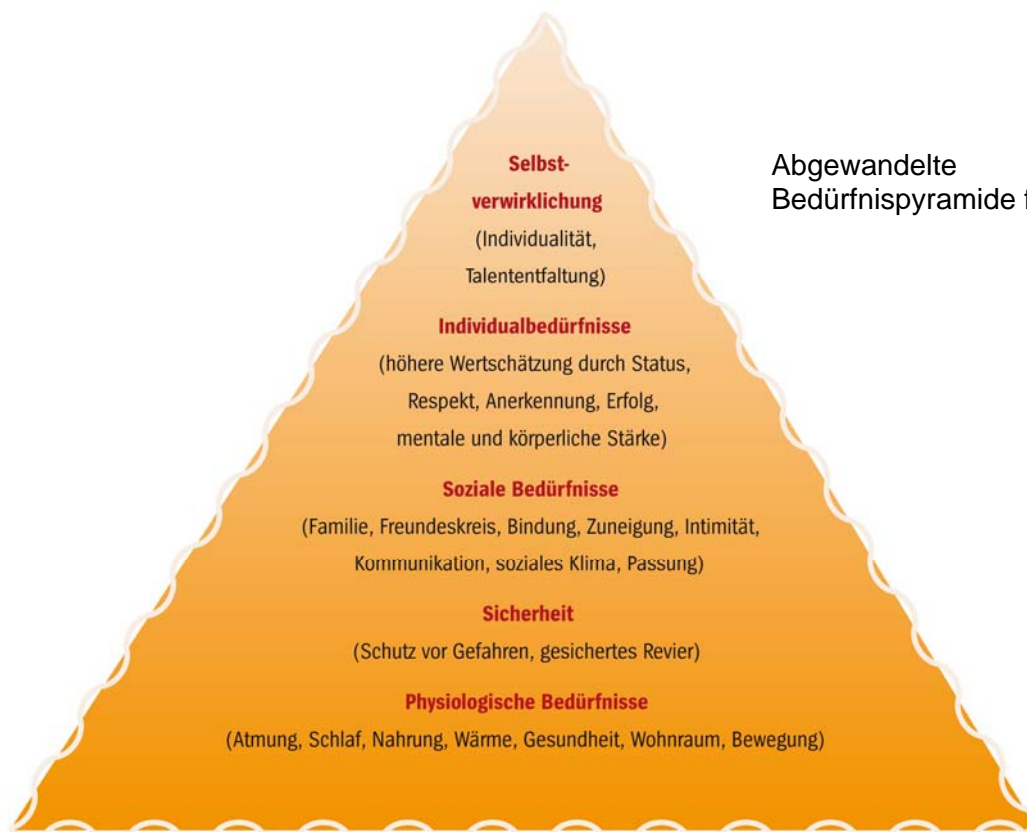 Selbst-
verwirklichung
(Individualität,
Talententfaltung)
Individualbedürfnisse
(höhere Wertschätzung durch Status,
Respekt, Anerkennung, Erfolg,
mentale und körperliche Stärke)
Soziale Bedürfnisse
(Familie, Freundeskreis, Bindung, Zuneigung, Intimität,
Kommunikation, soziales Klima, Passung)
Sicherheit
(Schutz vor Gefahren, gesichertes Revier)
Physiologische Bedürfnisse
(Atmung, Schlaf, Nahrung, Wärme, Gesundheit, Wohnraum, Bewegung)
Abgewandelte
Bedürfnispyramide